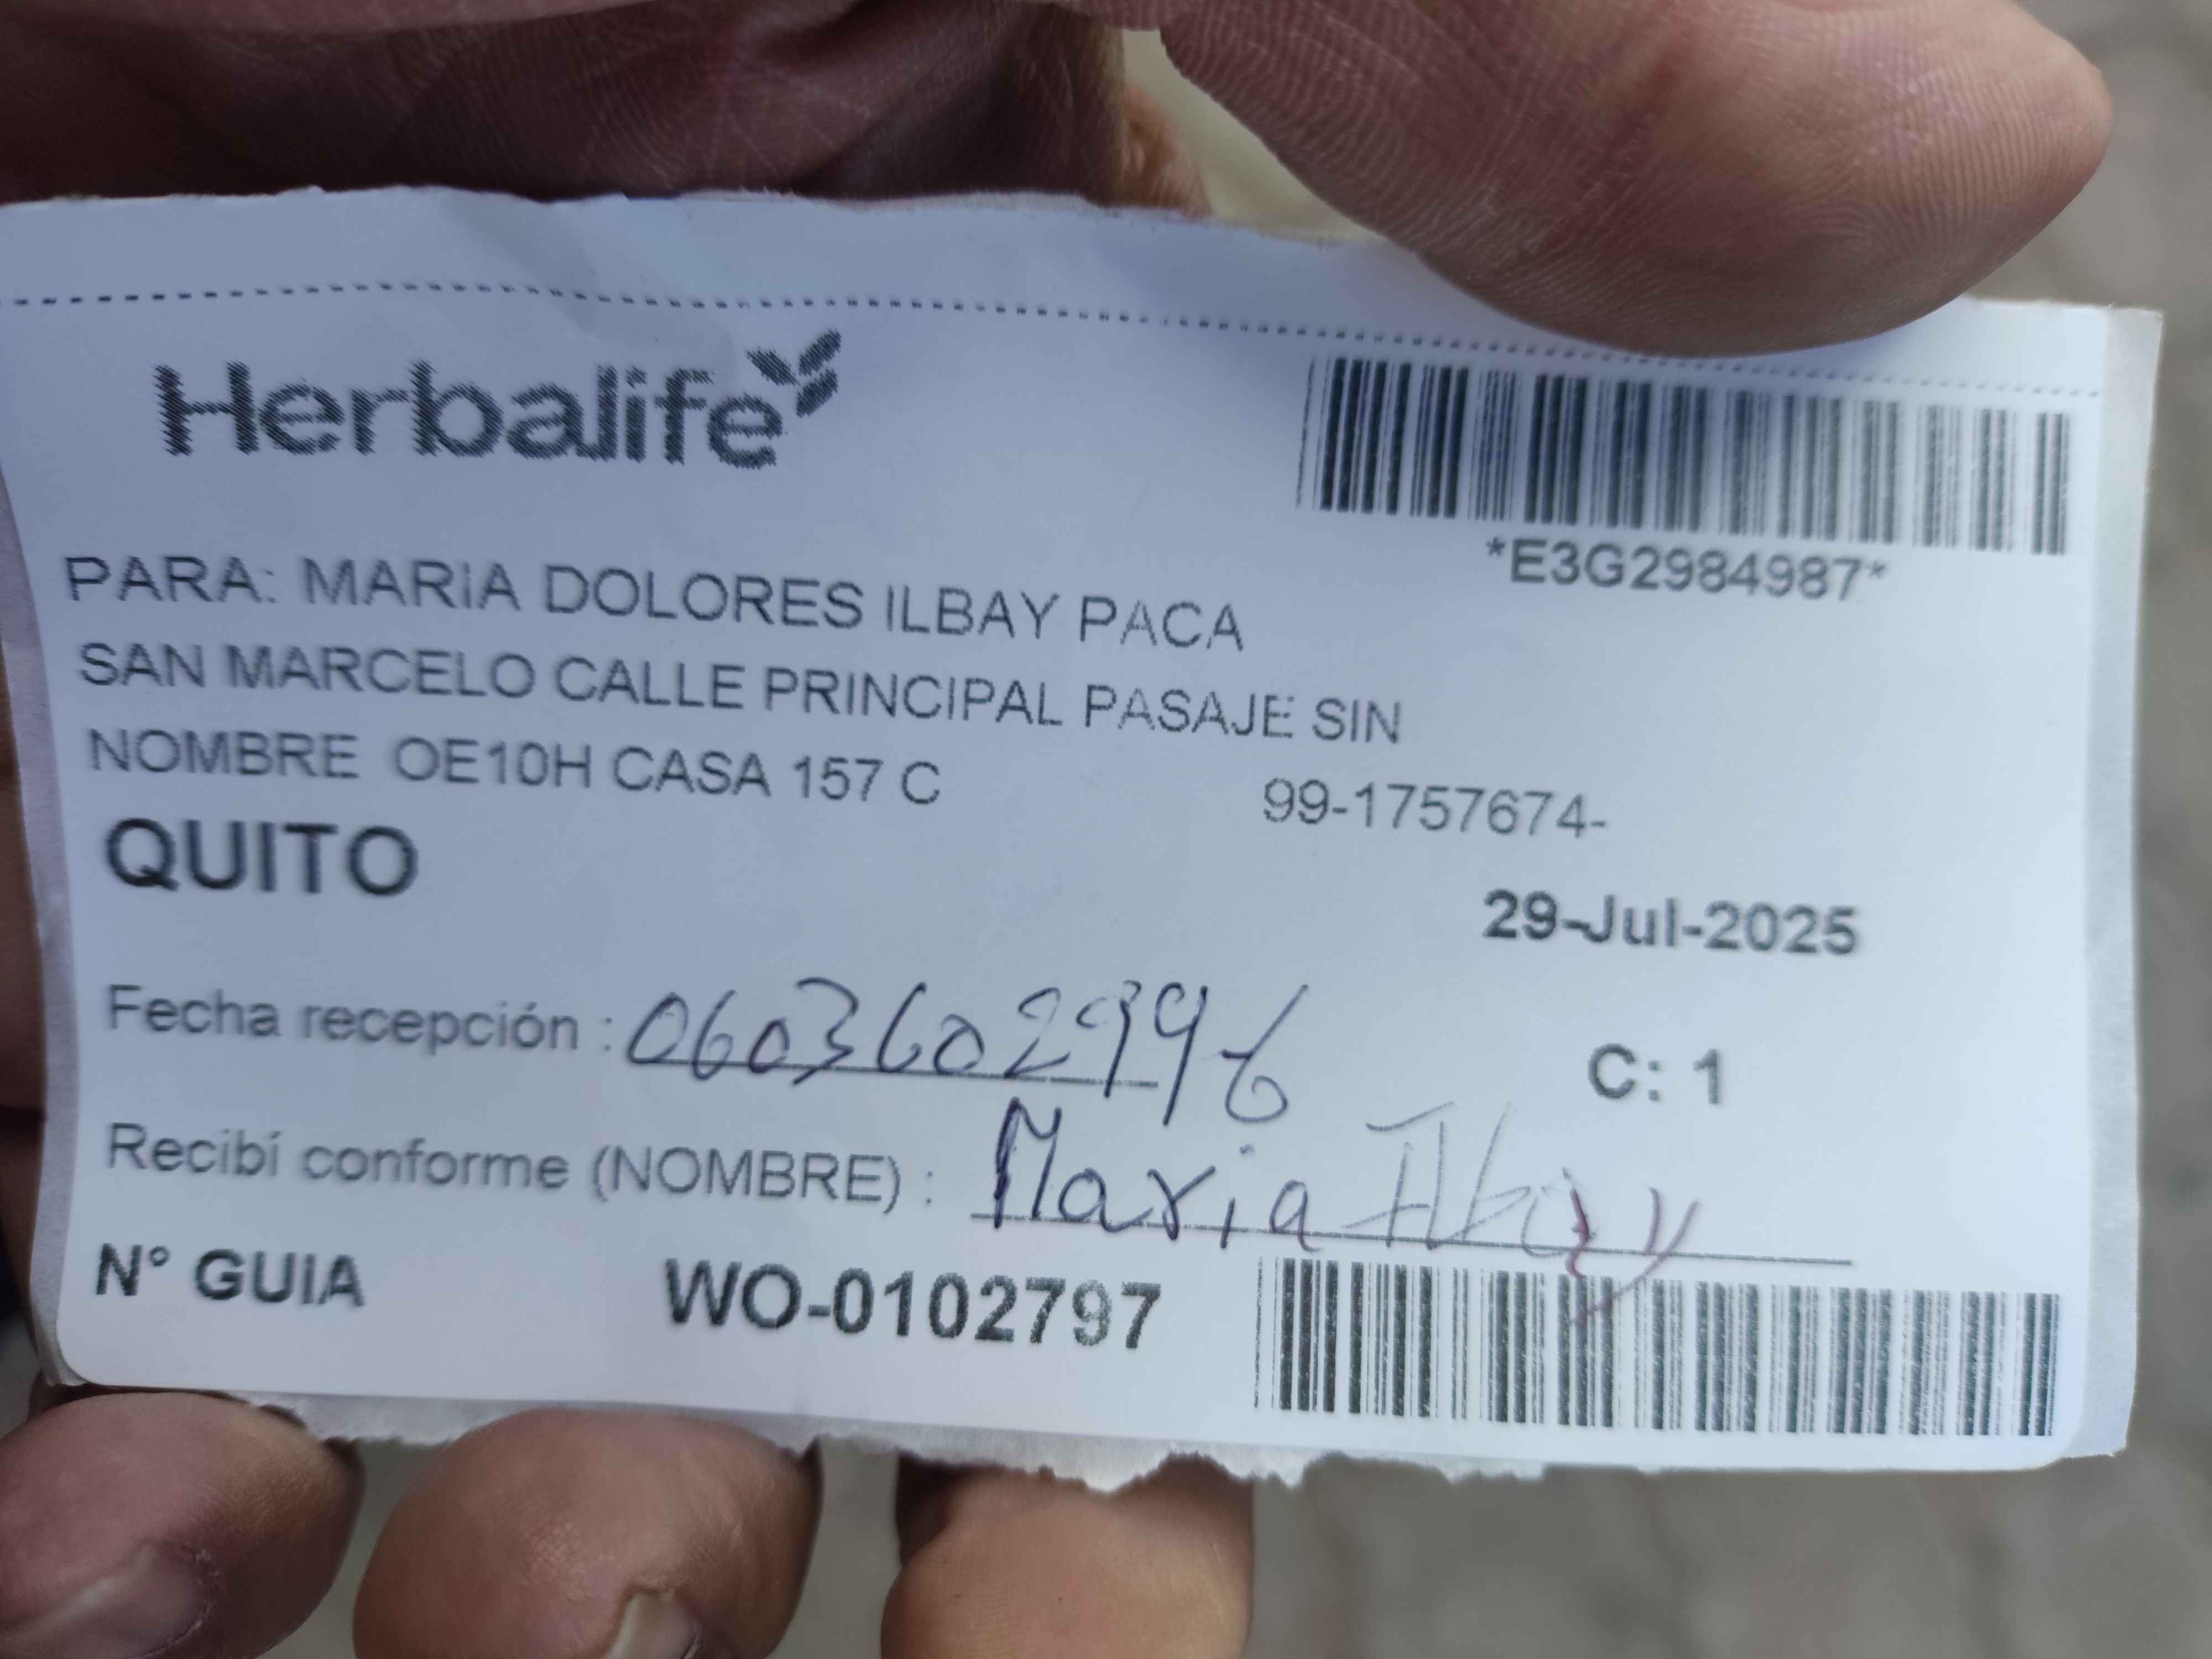 Herbalife
*E3G2984987*
PARA: MARIA DOLORES ILBAY PACA
SAN MARCELO CALLE PRINCIPAL PASAJE SIN
NOMBRE OE10H CASA 157 C
99-1757674-
QUITO
29-Jul-2025
Fecha recepción : 0603602996
C: 1
Recibí conforme (NOMBRE) : Maria Ilbay
N° GUIA WO-0102797